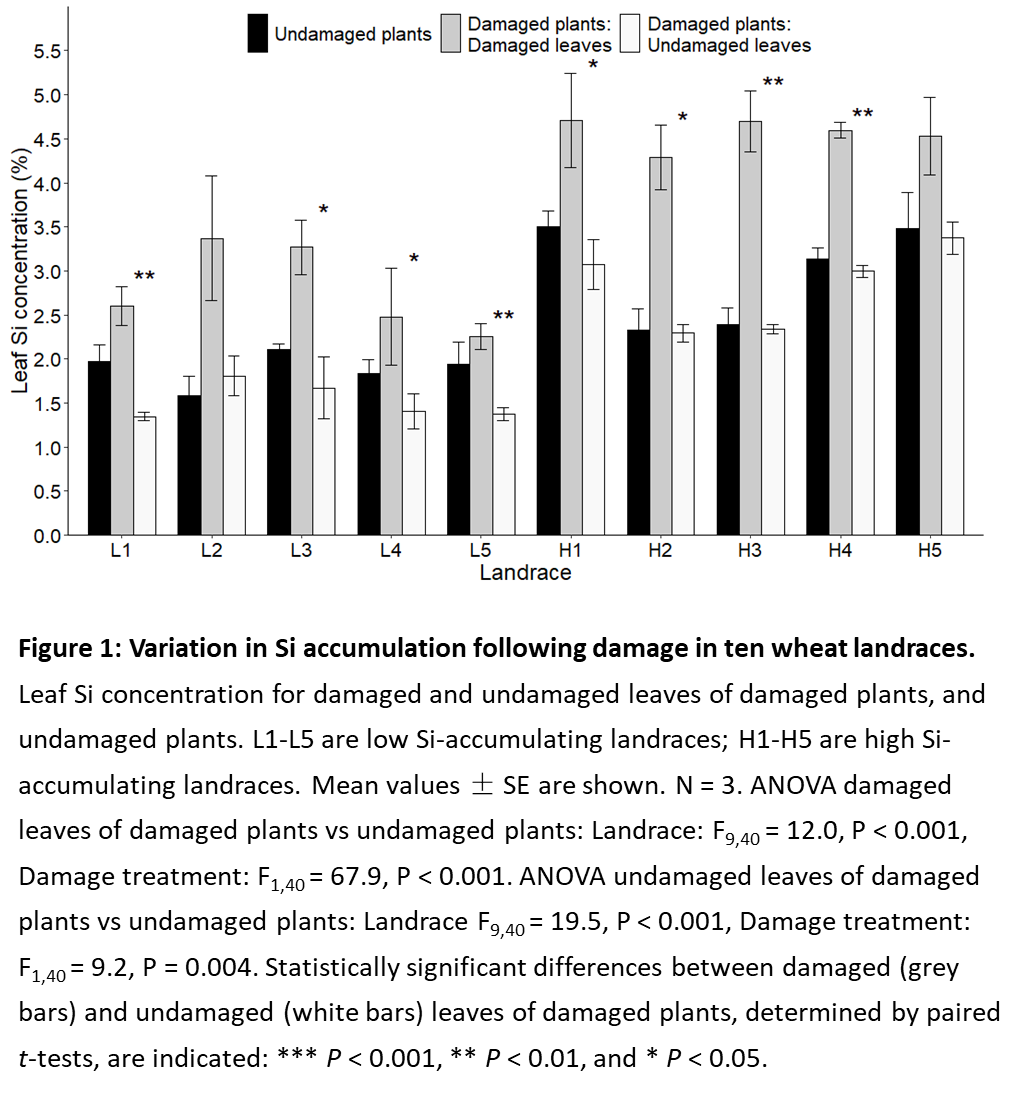 Undamaged plants
Damaged plants:
Damaged leaves
Damaged plants:
Undamaged leaves
Leaf Si concentration (%)
5.5
5.0
4.5
4.0
3.5
3.0
2.5
2.0
1.5
1.0
0.5
0.0
** * * ** * * ** **
L1 L2 L3 L4 L5 H1 H2 H3 H4 H5
Landrace
Figure 1: Variation in Si accumulation following damage in ten wheat landraces.
Leaf Si concentration for damaged and undamaged leaves of damaged plants, and
undamaged plants. L1-L5 are low Si-accumulating landraces; H1-H5 are high Si-
accumulating landraces. Mean values ± SE are shown. N = 3. ANOVA damaged
leaves of damaged plants vs undamaged plants: Landrace: F9,40 = 12.0, P < 0.001,
Damage treatment: F1,40 = 67.9, P < 0.001. ANOVA undamaged leaves of damaged
plants vs undamaged plants: Landrace F9,40 = 19.5, P < 0.001, Damage treatment:
F1,40 = 9.2, P = 0.004. Statistically significant differences between damaged (grey
bars) and undamaged (white bars) leaves of damaged plants, determined by paired
t-tests, are indicated: *** P < 0.001, ** P < 0.01, and * P < 0.05.